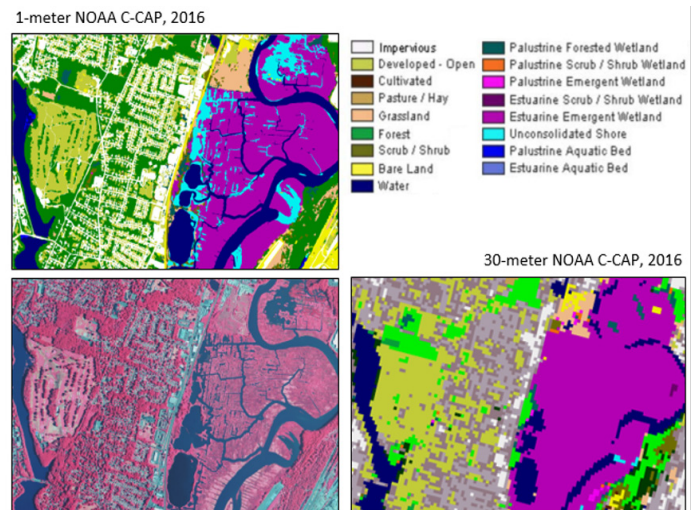 1-meter NOAA C-CAP, 2016
Impervious
Developed - Open
Cultivated
Pasture / Hay
Grassland
Forest
Scrub / Shrub
Bare Land
Water
Palustrine Forested Wetland
Palustrine Scrub / Shrub Wetland
Palustrine Emergent Wetland
Estuarine Scrub / Shrub Wetland
Estuarine Emergent Wetland
Unconsolidated Shore
Palustrine Aquatic Bed
Estuarine Aquatic Bed
30-meter NOAA C-CAP, 2016